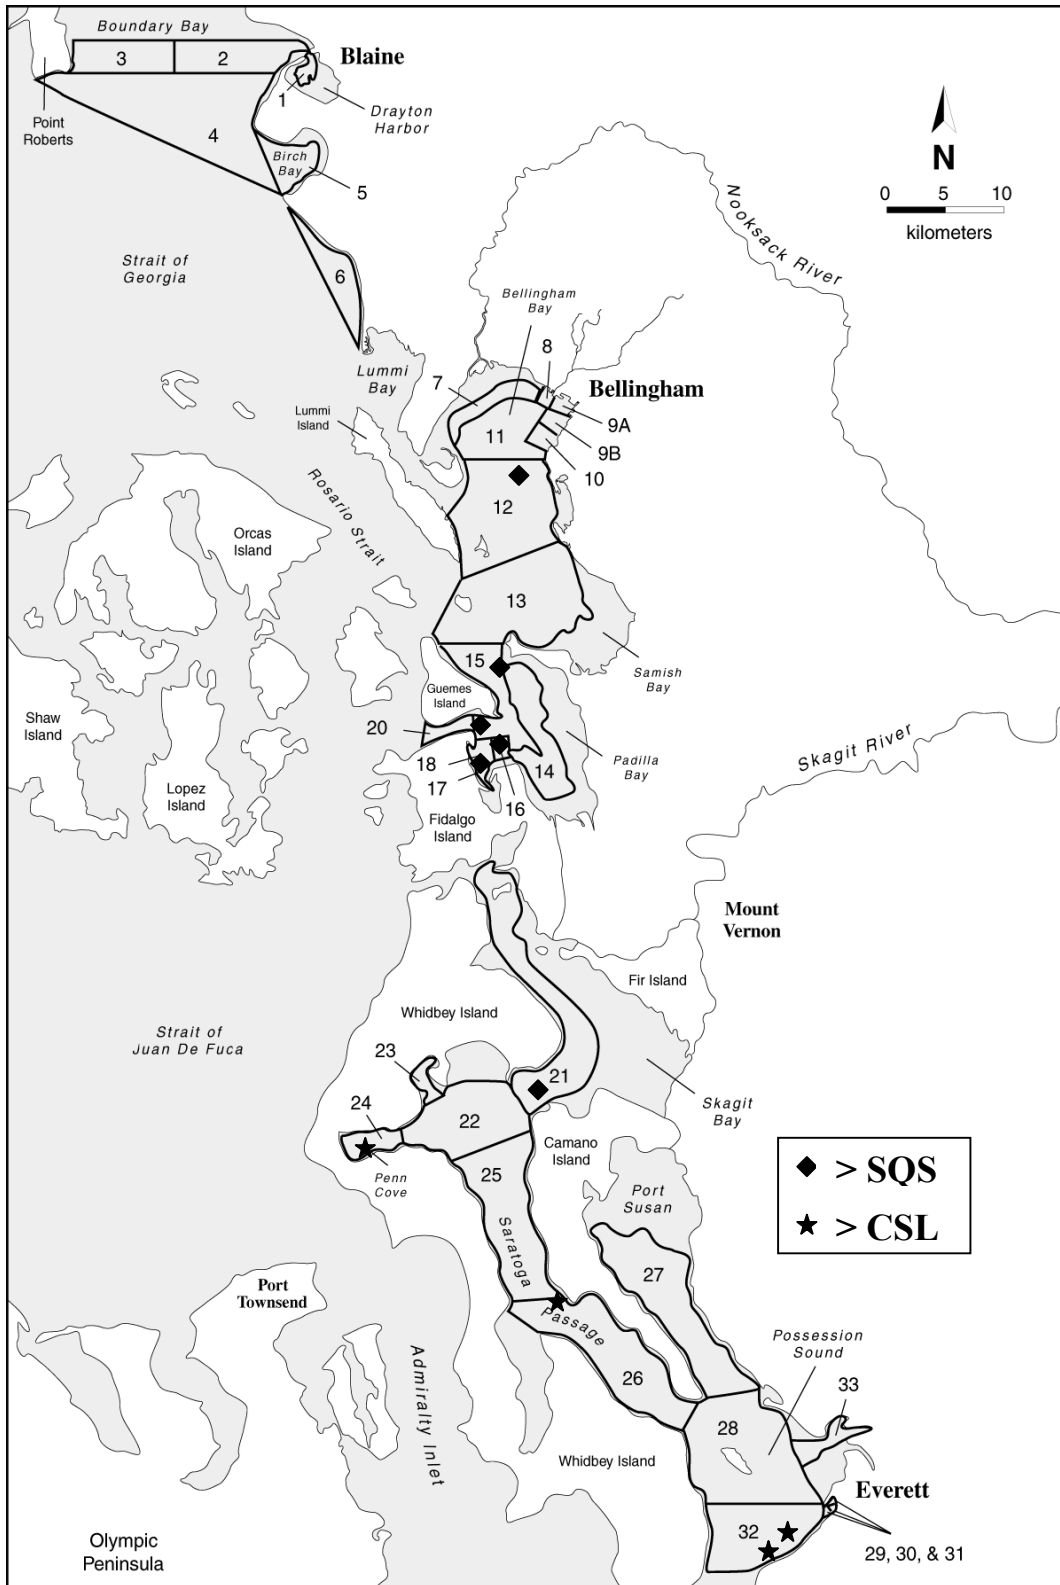 Boundary Bay
3
2
Blaine
1
Point
Roberts
Drayton
Harbor
4
Birch
Bay
5
N
0 5 10
kilometers
Nooksack River
Strait of
Georgia
6
Bellingham
Bay
8
Lummi
Bay
7
Bellingham
Lummi
Island
9A
11
9B
10
Rosario Strait
12
Orcas
Island
13
15
Samish
Bay
Guemes
Island
Shaw
Island
20
Skagit River
18
14
Padilla
Bay
Lopez
Island
17
16
Fidalgo
Island
Mount
Vernon
Fir Island
Whidbey Island
Strait of
Juan De Fuca
23
21
24
22
Skagit
Bay
Camano
Island
Penn
Cove
25
> SQS
Port
Susan
> CSL
Saratoga
Passage
27
Port
Townsend
Possession
Sound
Admiralty Inlet
26
33
28
Whidbey Island
Everett
32
Olympic
Peninsula
29, 30, & 31